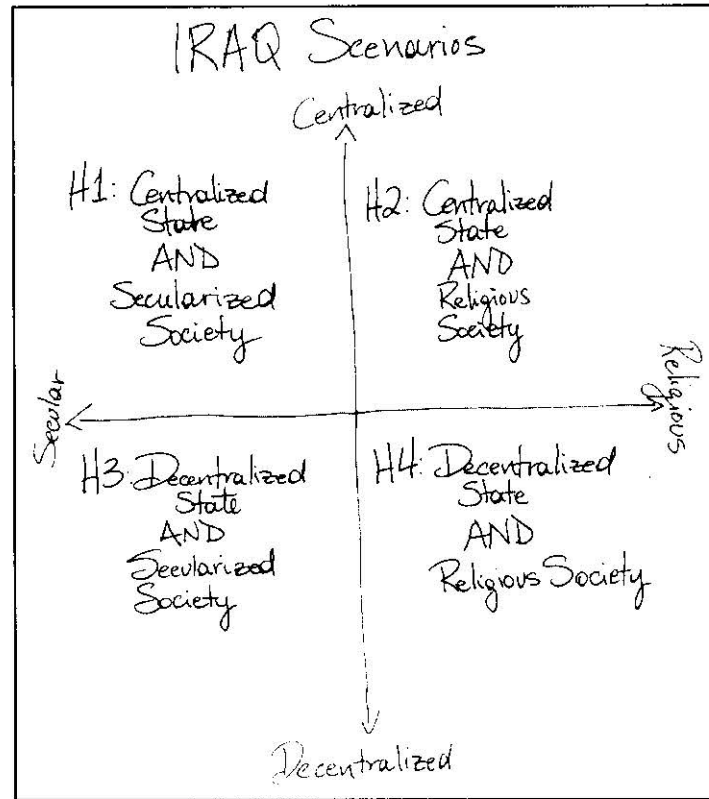 IRAQ Scenarios
Centralized
H1: Centralized
State
AND
Secularized
Society
H2: Centralized
State
AND
Religious
Society
Secular
Religious
H3: Decentralized
State
AND
Secularized
Society
H4: Decentralized
State
AND
Religious Society
Decentralized